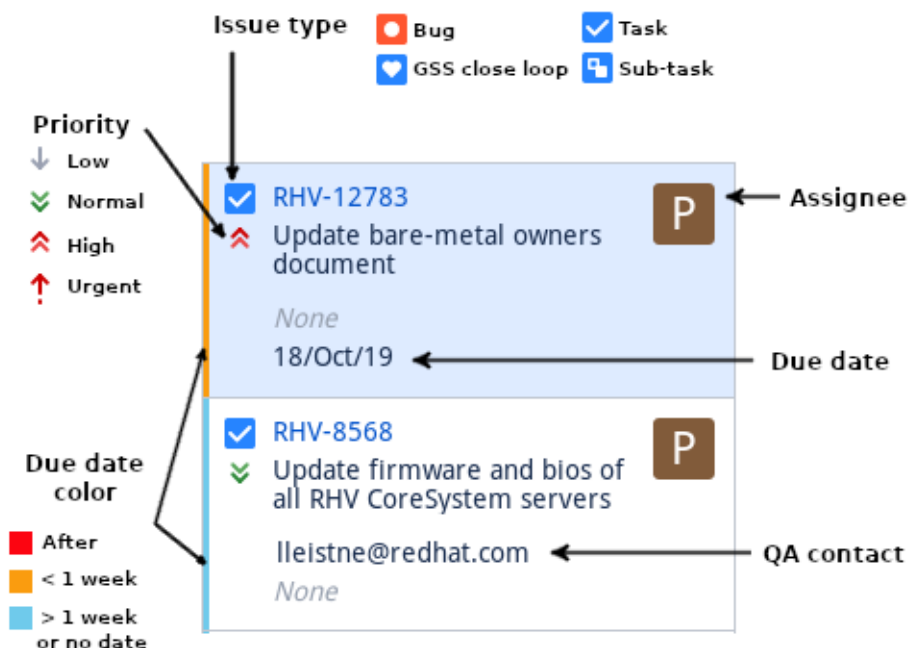 Issue type
Bug
Task
GSS close loop
Sub-task
Priority
Low
Normal
High
Urgent
RHV-12783
P
Assignee
Update bare-metal owners
document
None
18/Oct/19
Due date
RHV-8568
P
Update firmware and bios of
all RHV CoreSystem servers
lleistne@redhat.com
QA contact
None
Due date
color
After
< 1 week
> 1 week
or no date